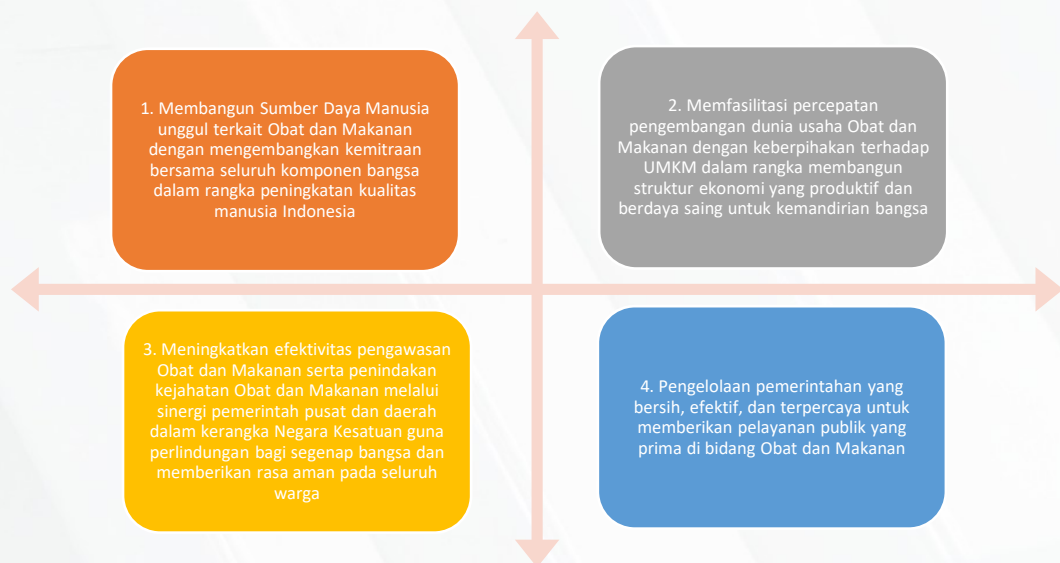 1. Membangun Sumber Daya Manusia
unggul terkait Obat dan Makanan
dengan mengembangkan kemitraan
bersama seluruh komponen bangsa
dalam rangka peningkatan kualitas
manusia Indonesia
2. Memfasilitasi percepatan
pengembangan dunia usaha Obat dan
Makanan dengan keberpihakan terhadap
UMKM dalam rangka membangun
struktur ekonomi yang produktif dan
berdaya saing untuk kemandirian bangsa
3. Meningkatkan efektivitas pengawasan
Obat dan Makanan serta penindakan
kejahatan Obat dan Makanan melalui
sinergi pemerintah pusat dan daerah
dalam kerangka Negara Kesatuan guna
perlindungan bagi segenap bangsa dan
memberikan rasa aman pada seluruh
warga
4. Pengelolaan pemerintahan yang
bersih, efektif, dan terpercaya untuk
memberikan pelayanan publik yang
prima di bidang Obat dan Makanan